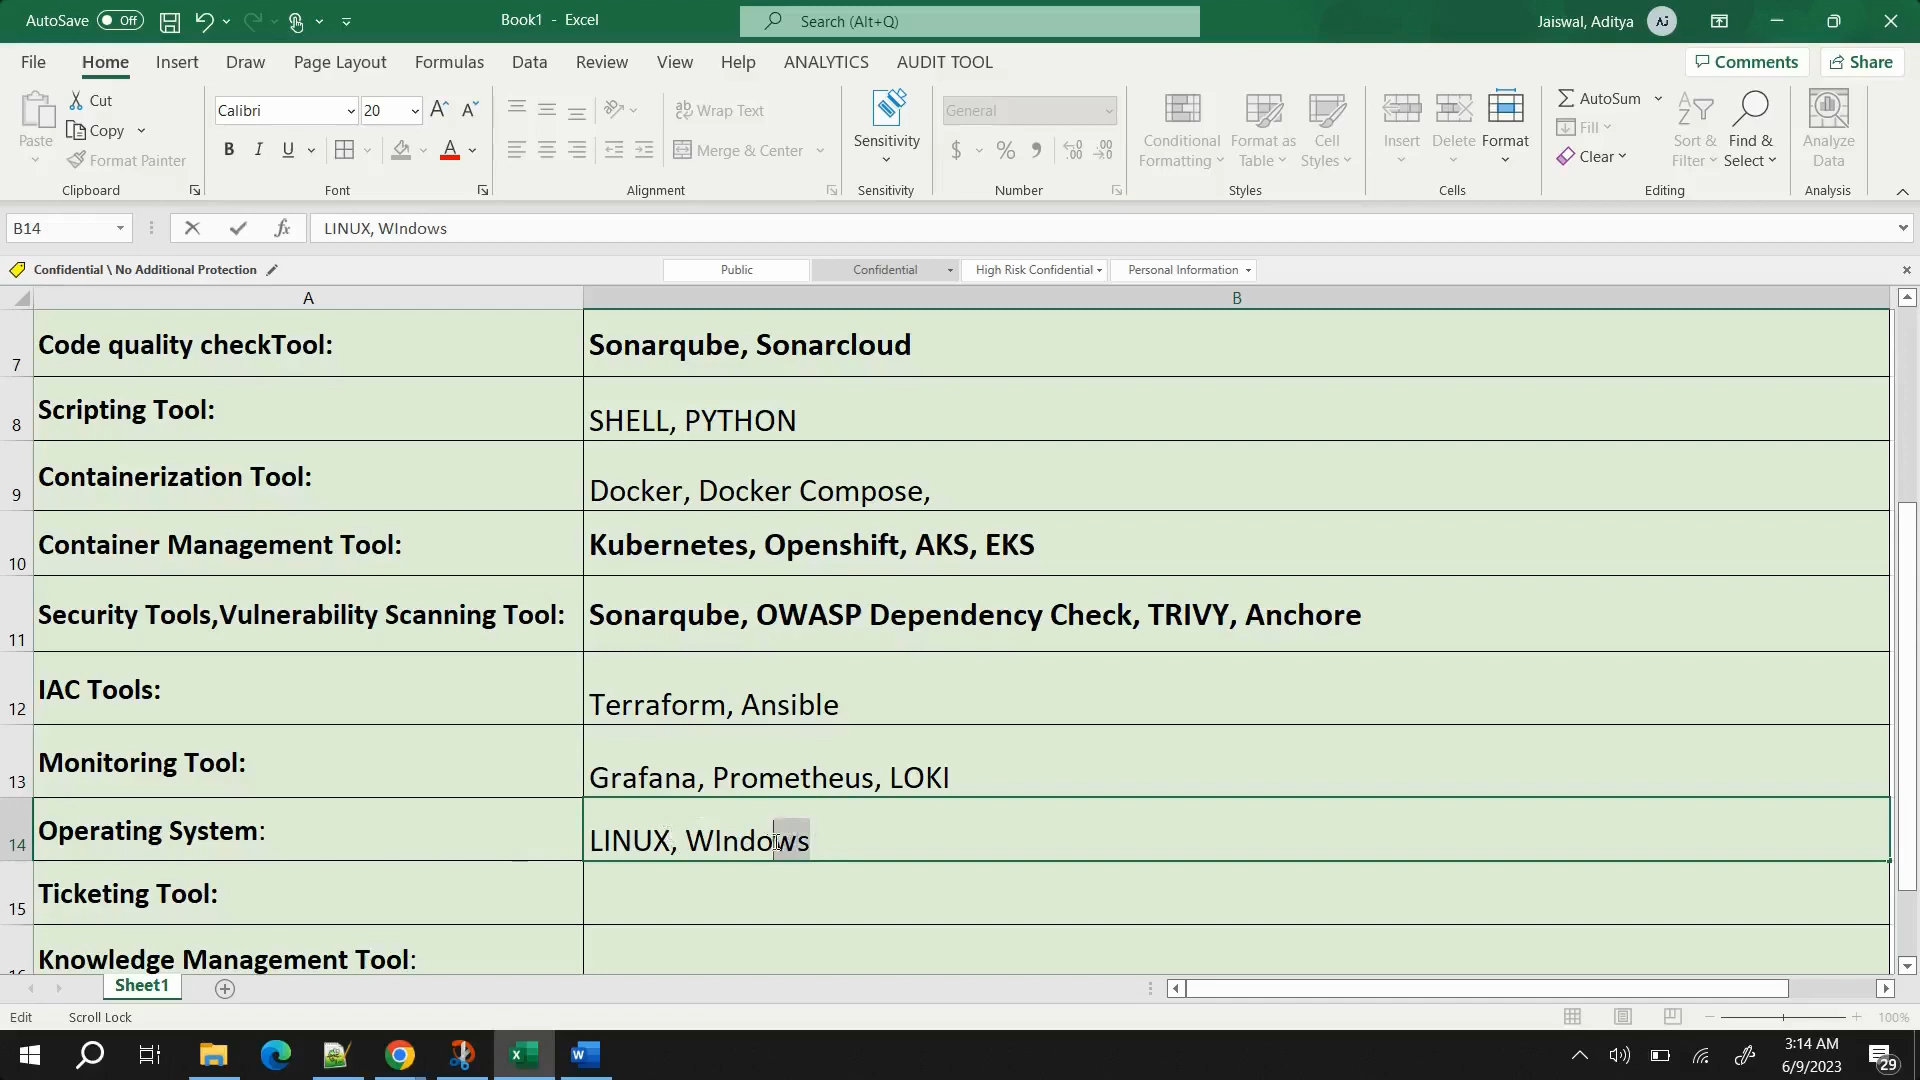 AutoSave Off Book1 - Excel Search (Alt+Q) Jaiswal, Aditya AJ
File Home Insert Draw Page Layout Formulas Data Review View Help ANALYTICS AUDIT TOOL Comments Share
Paste Cut Copy Format Painter
Clipboard
Calibri 20 A A
B I U A
Font
Wrap Text
Merge & Center
Alignment
Sensitivity
Sensitivity
General
$ % 9 .00
Number
Conditional Formatting Format as Table Cell Styles
Styles
Insert Delete Format
Cells
AutoSum
Fill
Clear
Sort & Filter Find & Select
Editing
Analyze Data
Analysis
B14 fx LINUX, WIndows
Confidential \ No Additional Protection Public Confidential High Risk Confidential Personal Information
A B
7 Code quality checkTool: Sonarqube, Sonarcloud
8 Scripting Tool: SHELL, PYTHON
9 Containerization Tool: Docker, Docker Compose,
10 Container Management Tool: Kubernetes, Openshift, AKS, EKS
11 Security Tools,Vulnerability Scanning Tool: Sonarqube, OWASP Dependency Check, TRIVY, Anchore
12 IAC Tools: Terraform, Ansible
13 Monitoring Tool: Grafana, Prometheus, LOKI
14 Operating System: LINUX, WIndows
15 Ticketing Tool:
Knowledge Management Tool:
Sheet1
Edit Scroll Lock 100%
3:14 AM
6/9/2023
29